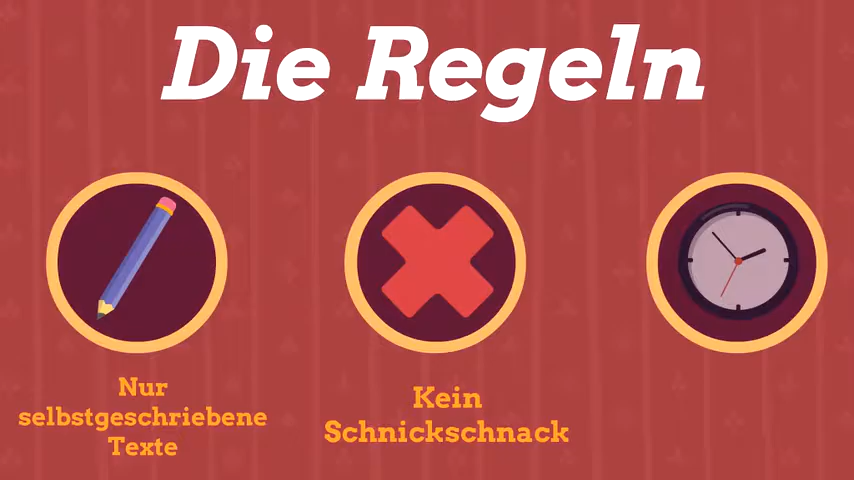 Die Regeln
Nur
selbstgeschriebene
Texte
Kein
Schnickschnack